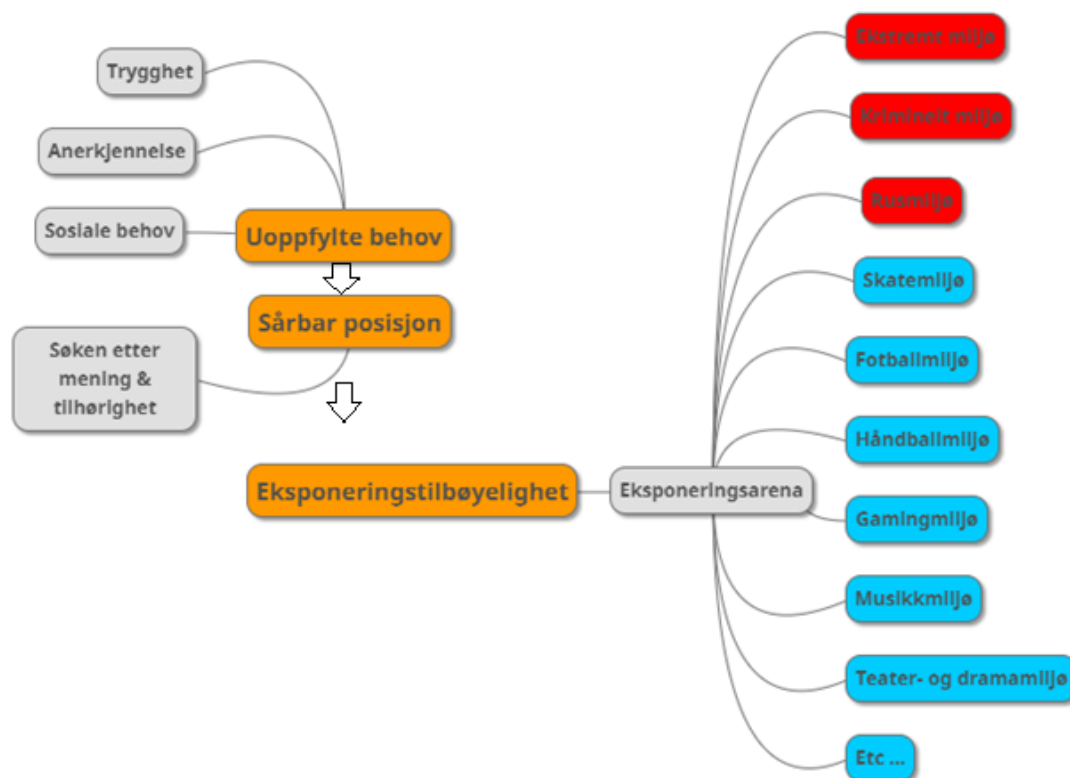 Trygghet
Anerkjennelse
Sosiale behov
Uoppfylte behov
Sårbar posisjon
Søken etter
mening &
tilhørighet
Eksponeringstilbøyelighet
Eksponeringsarena
Ekstremt miljø
Kriminelt miljø
Rusmiljø
Skatemiljø
Fotballmiljø
Håndballmiljø
Gamingmiljø
Musikkmiljø
Teater- og dramamiljø
Etc ...